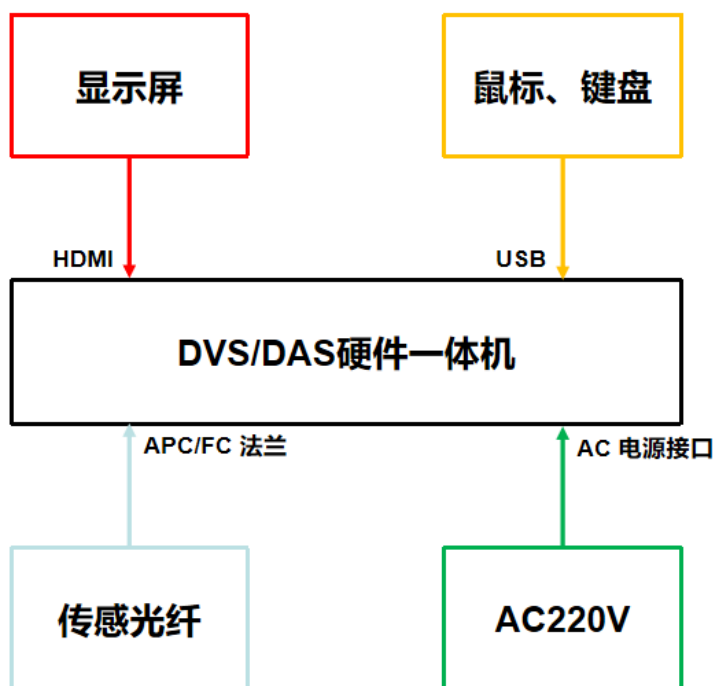 显示屏
鼠标、键盘
HDMI
USB
DVS/DAS硬件一体机
APC/FC 法兰
AC 电源接口
传感光纤
AC220V